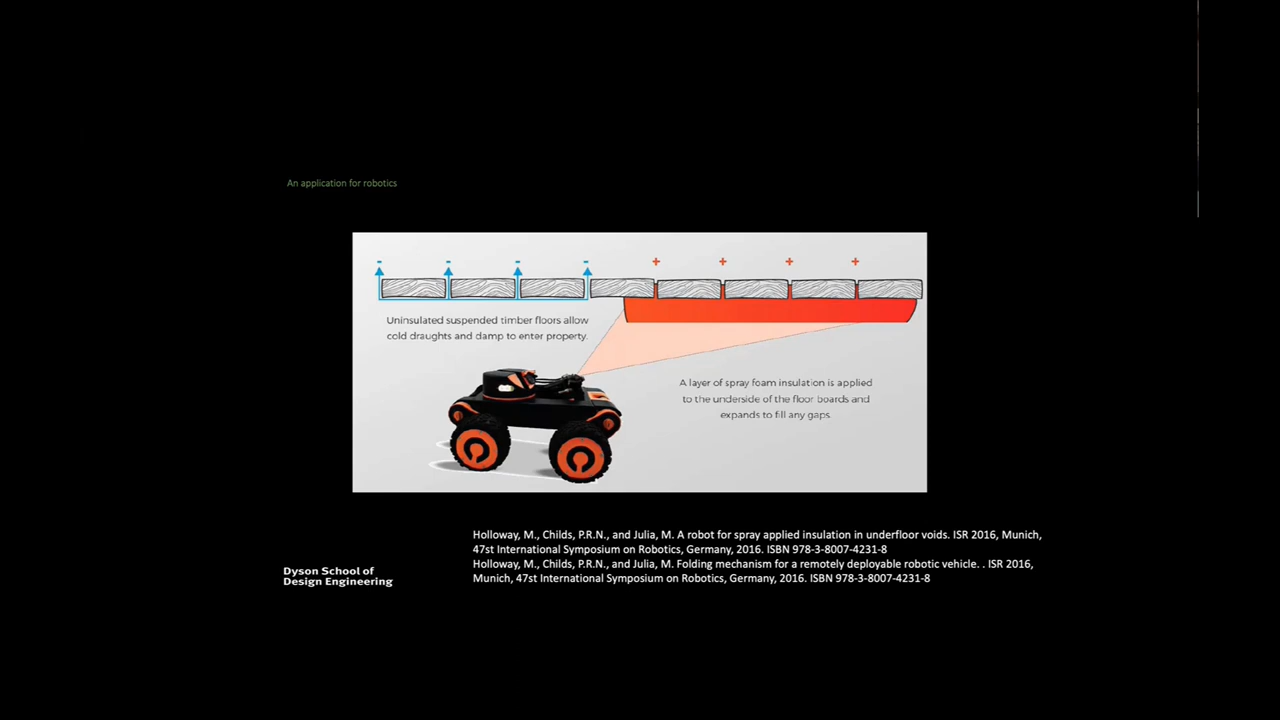 An application for robotics
- - - - + + + +
Uninsulated suspended timber floors allow
cold draughts and damp to enter property.
A layer of spray foam insulation is applied
to the underside of the floor boards and
expands to fill any gaps.
Holloway, M., Childs, P.R.N., and Julia, M. A robot for spray applied insulation in underfloor voids. ISR 2016, Munich,
47st International Symposium on Robotics, Germany, 2016. ISBN 978-3-8007-4231-8
Holloway, M., Childs, P.R.N., and Julia, M. Folding mechanism for a remotely deployable robotic vehicle. . ISR 2016,
Munich, 47st International Symposium on Robotics, Germany, 2016. ISBN 978-3-8007-4231-8
Dyson School of
Design Engineering